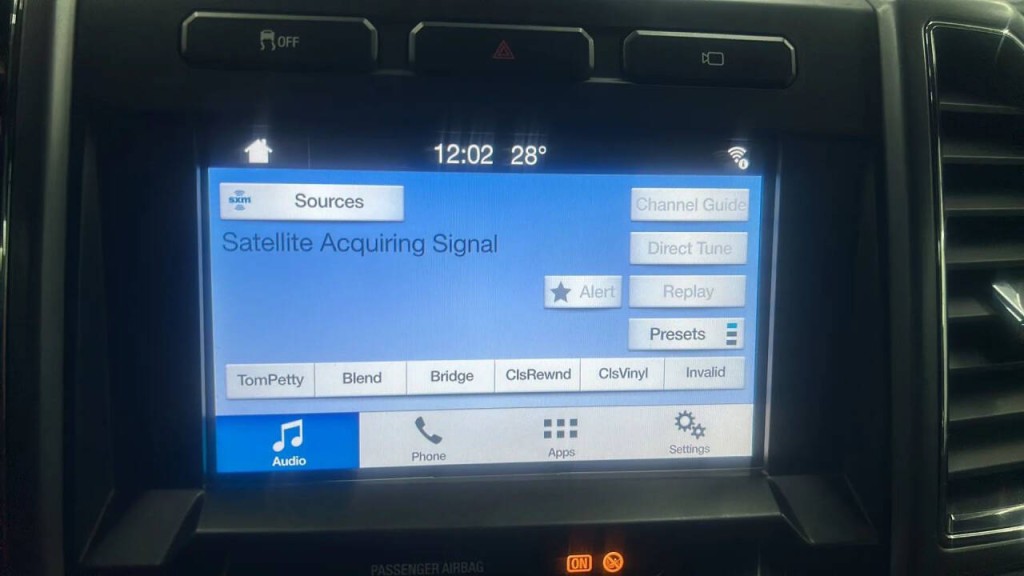 OFF
12:02 28°
sxm Sources
Channel Guide
Satellite Acquiring Signal
Direct Tune
Alert
Replay
Presets
TomPetty Blend Bridge ClsRewnd ClsVinyl Invalid
Audio Phone Apps Settings
PASSENGER AIRBAG ON